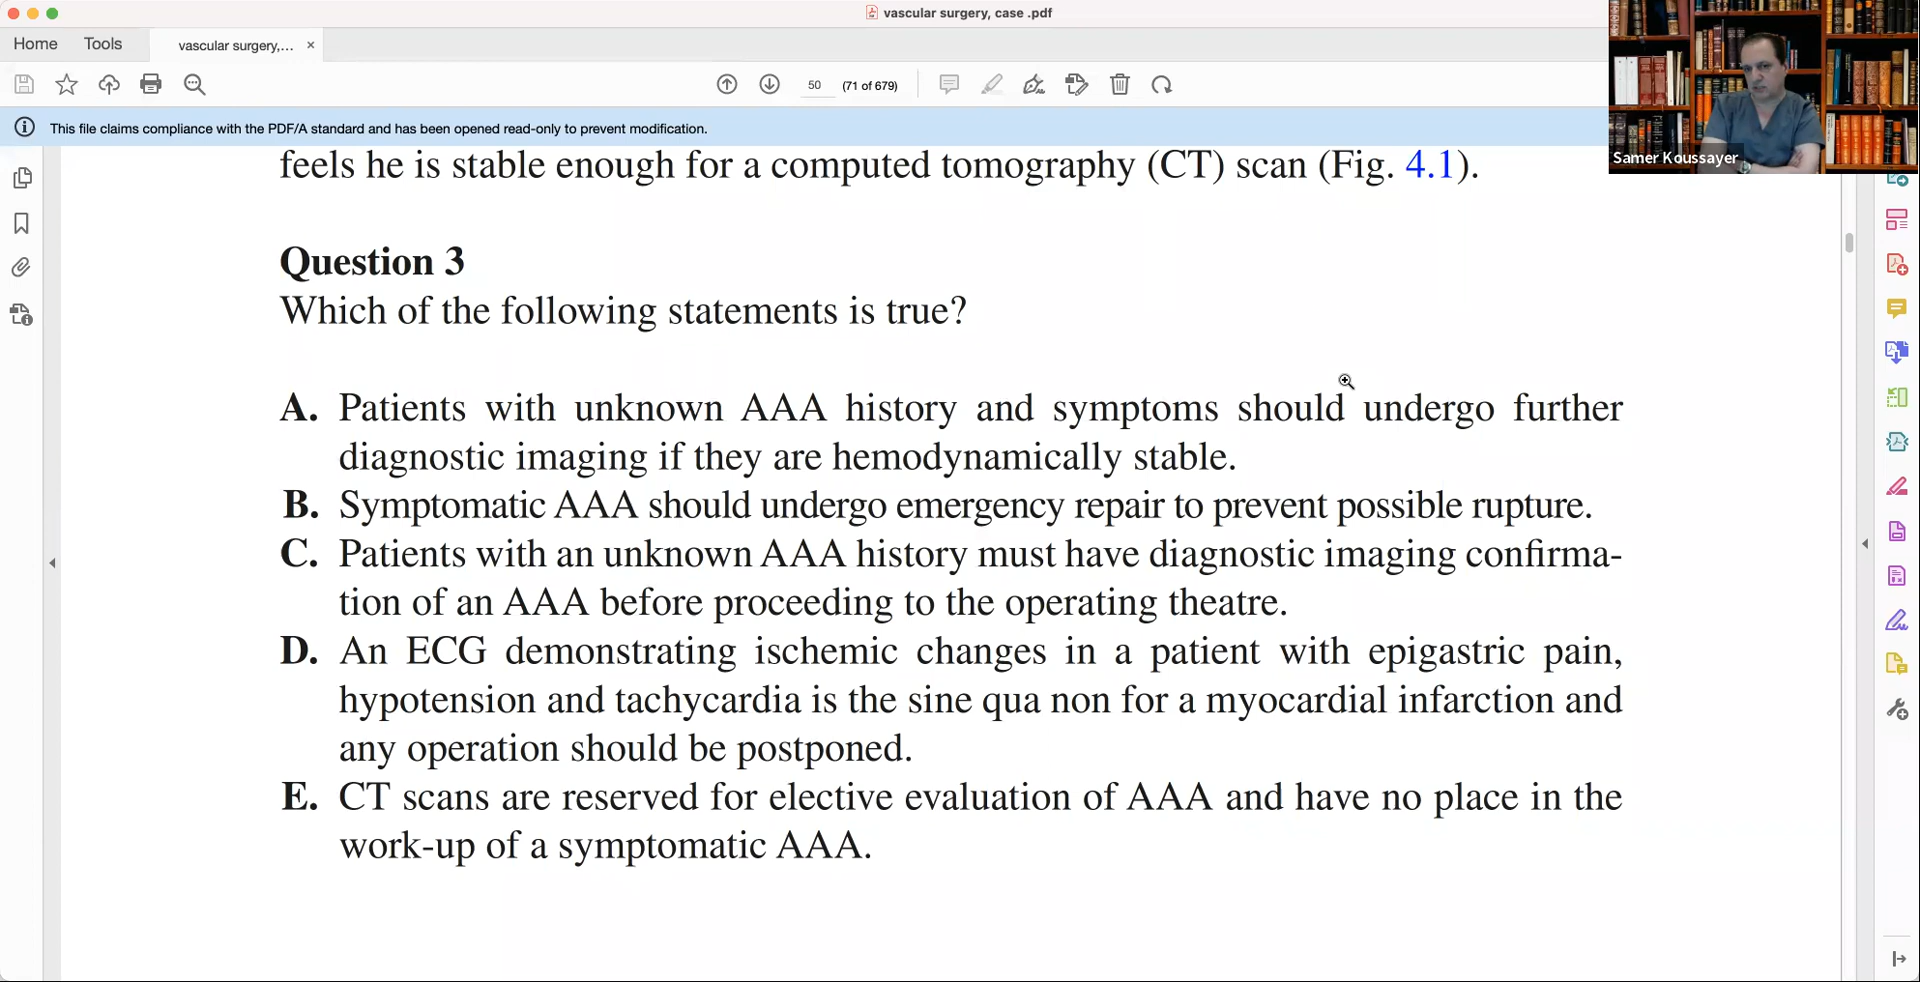 vascular surgery, case .pdf
Home Tools vascular surgery,... ×
50 (71 of 679)
This file claims compliance with the PDF/A standard and has been opened read-only to prevent modification.
Samer Koussayer
feels he is stable enough for a computed tomography (CT) scan (Fig. 4.1).
Question 3
Which of the following statements is true?
A. Patients with unknown AAA history and symptoms should undergo further
diagnostic imaging if they are hemodynamically stable.
B. Symptomatic AAA should undergo emergency repair to prevent possible rupture.
C. Patients with an unknown AAA history must have diagnostic imaging confirma-
tion of an AAA before proceeding to the operating theatre.
D. An ECG demonstrating ischemic changes in a patient with epigastric pain,
hypotension and tachycardia is the sine qua non for a myocardial infarction and
any operation should be postponed.
E. CT scans are reserved for elective evaluation of AAA and have no place in the
work-up of a symptomatic AAA.